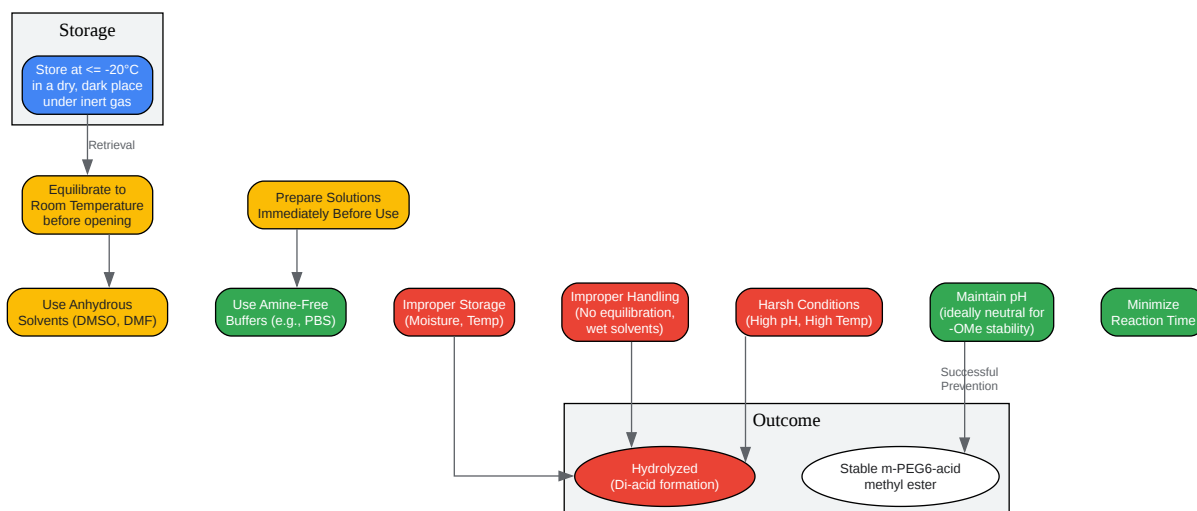 Storage
Store at <= -20°C
in a dry, dark place
under inert gas
Retrieval
Equilibrate to
Room Temperature
before opening
Prepare Solutions
Immediately Before Use
Use Anhydrous
Solvents (DMSO, DMF)
Use Amine-Free
Buffers (e.g., PBS)
Improper Storage
(Moisture, Temp)
Improper Handling
(No equilibration,
wet solvents)
Harsh Conditions
(High pH, High Temp)
Maintain pH
(ideally neutral for
-OMe stability)
Minimize
Reaction Time
Successful
Prevention
Outcome
Hydrolyzed
(Di-acid formation)
Stable m-PEG6-acid
methyl ester